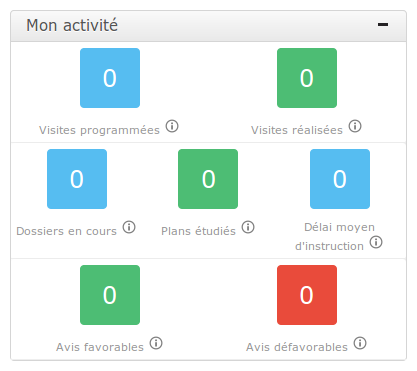 Mon activité
0 0
Visites programmées Visites réalisées
0 0 0
Dossiers en cours Plans étudiés Délai moyen
d'instruction
0 0
Avis favorables Avis défavorables